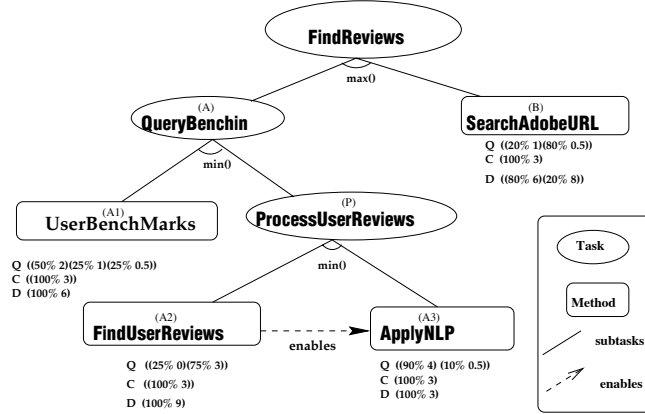 FindReviews
max()
(A)
QueryBenchin
(B)
SearchAdobeURL
Q ((20% 1)(80% 0.5))
C (100% 3)
D ((80% 6)(20% 8))
min()
(A1)
UserBenchMarks
Q ((50% 2)(25% 1)(25% 0.5))
C ((100% 3))
D (100% 6)
(P)
ProcessUserReviews
min()
(A2)
FindUserReviews
Q ((25% 0)(75% 3))
C ((100% 3))
D (100% 9)
enables
(A3)
ApplyNLP
Q ((90% 4) (10% 0.5))
C (100% 3)
D (100% 3)
Task
Method
subtasks
enables